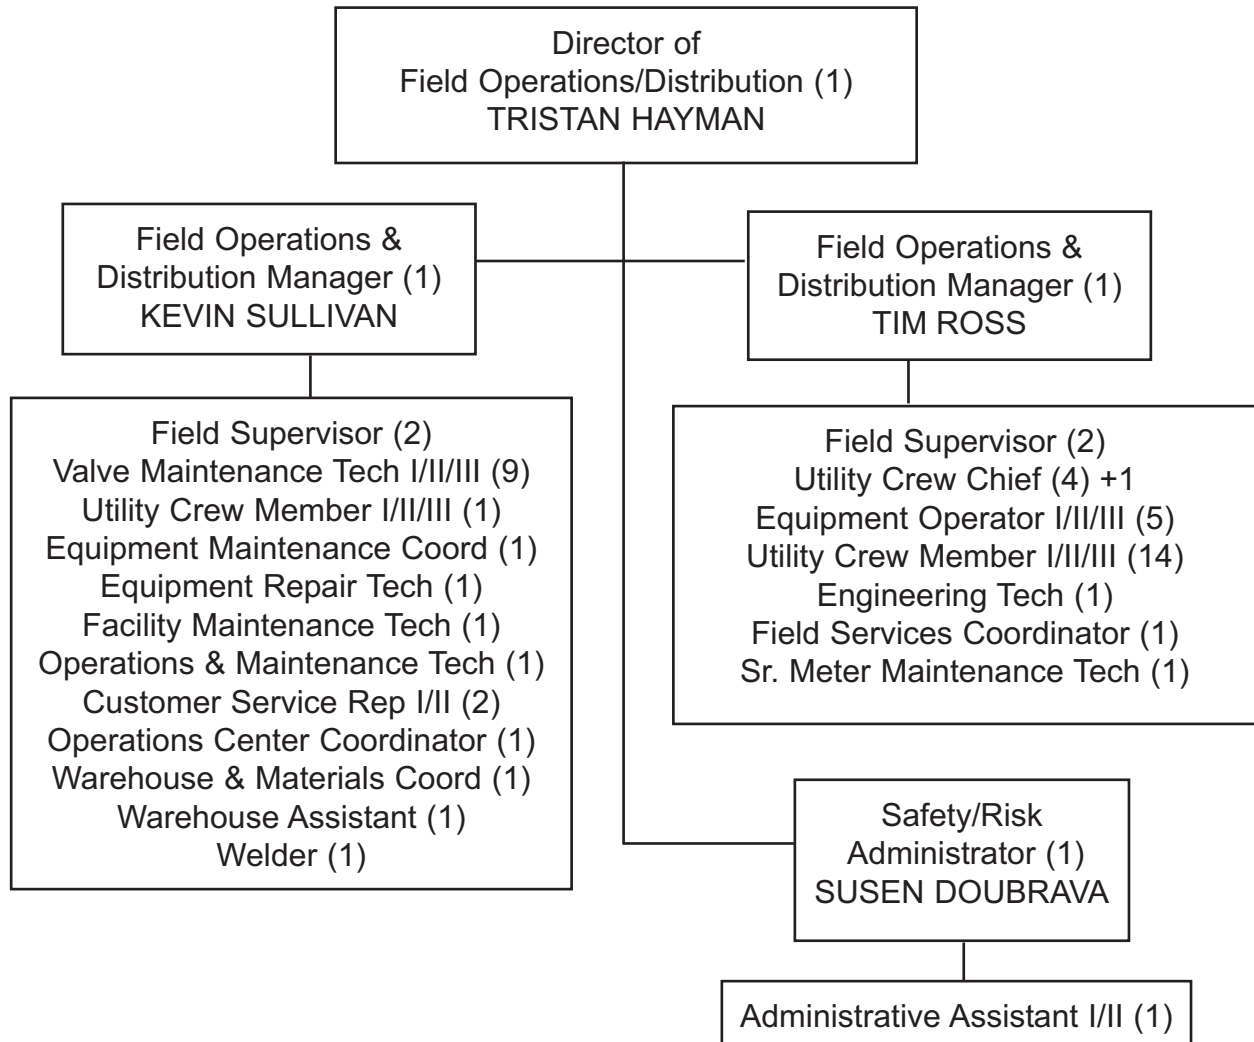 Director of
Field Operations/Distribution (1)
TRISTAN HAYMAN
Field Operations &
Distribution Manager (1)
KEVIN SULLIVAN
Field Operations &
Distribution Manager (1)
TIM ROSS
Field Supervisor (2)
Valve Maintenance Tech I/II/III (9)
Utility Crew Member I/II/III (1)
Equipment Maintenance Coord (1)
Equipment Repair Tech (1)
Facility Maintenance Tech (1)
Operations & Maintenance Tech (1)
Customer Service Rep I/II (2)
Operations Center Coordinator (1)
Warehouse & Materials Coord (1)
Warehouse Assistant (1)
Welder (1)
Field Supervisor (2)
Utility Crew Chief (4) +1
Equipment Operator I/II/III (5)
Utility Crew Member I/II/III (14)
Engineering Tech (1)
Field Services Coordinator (1)
Sr. Meter Maintenance Tech (1)
Safety/Risk
Administrator (1)
SUSEN DOUBRAVA
Administrative Assistant I/II (1)